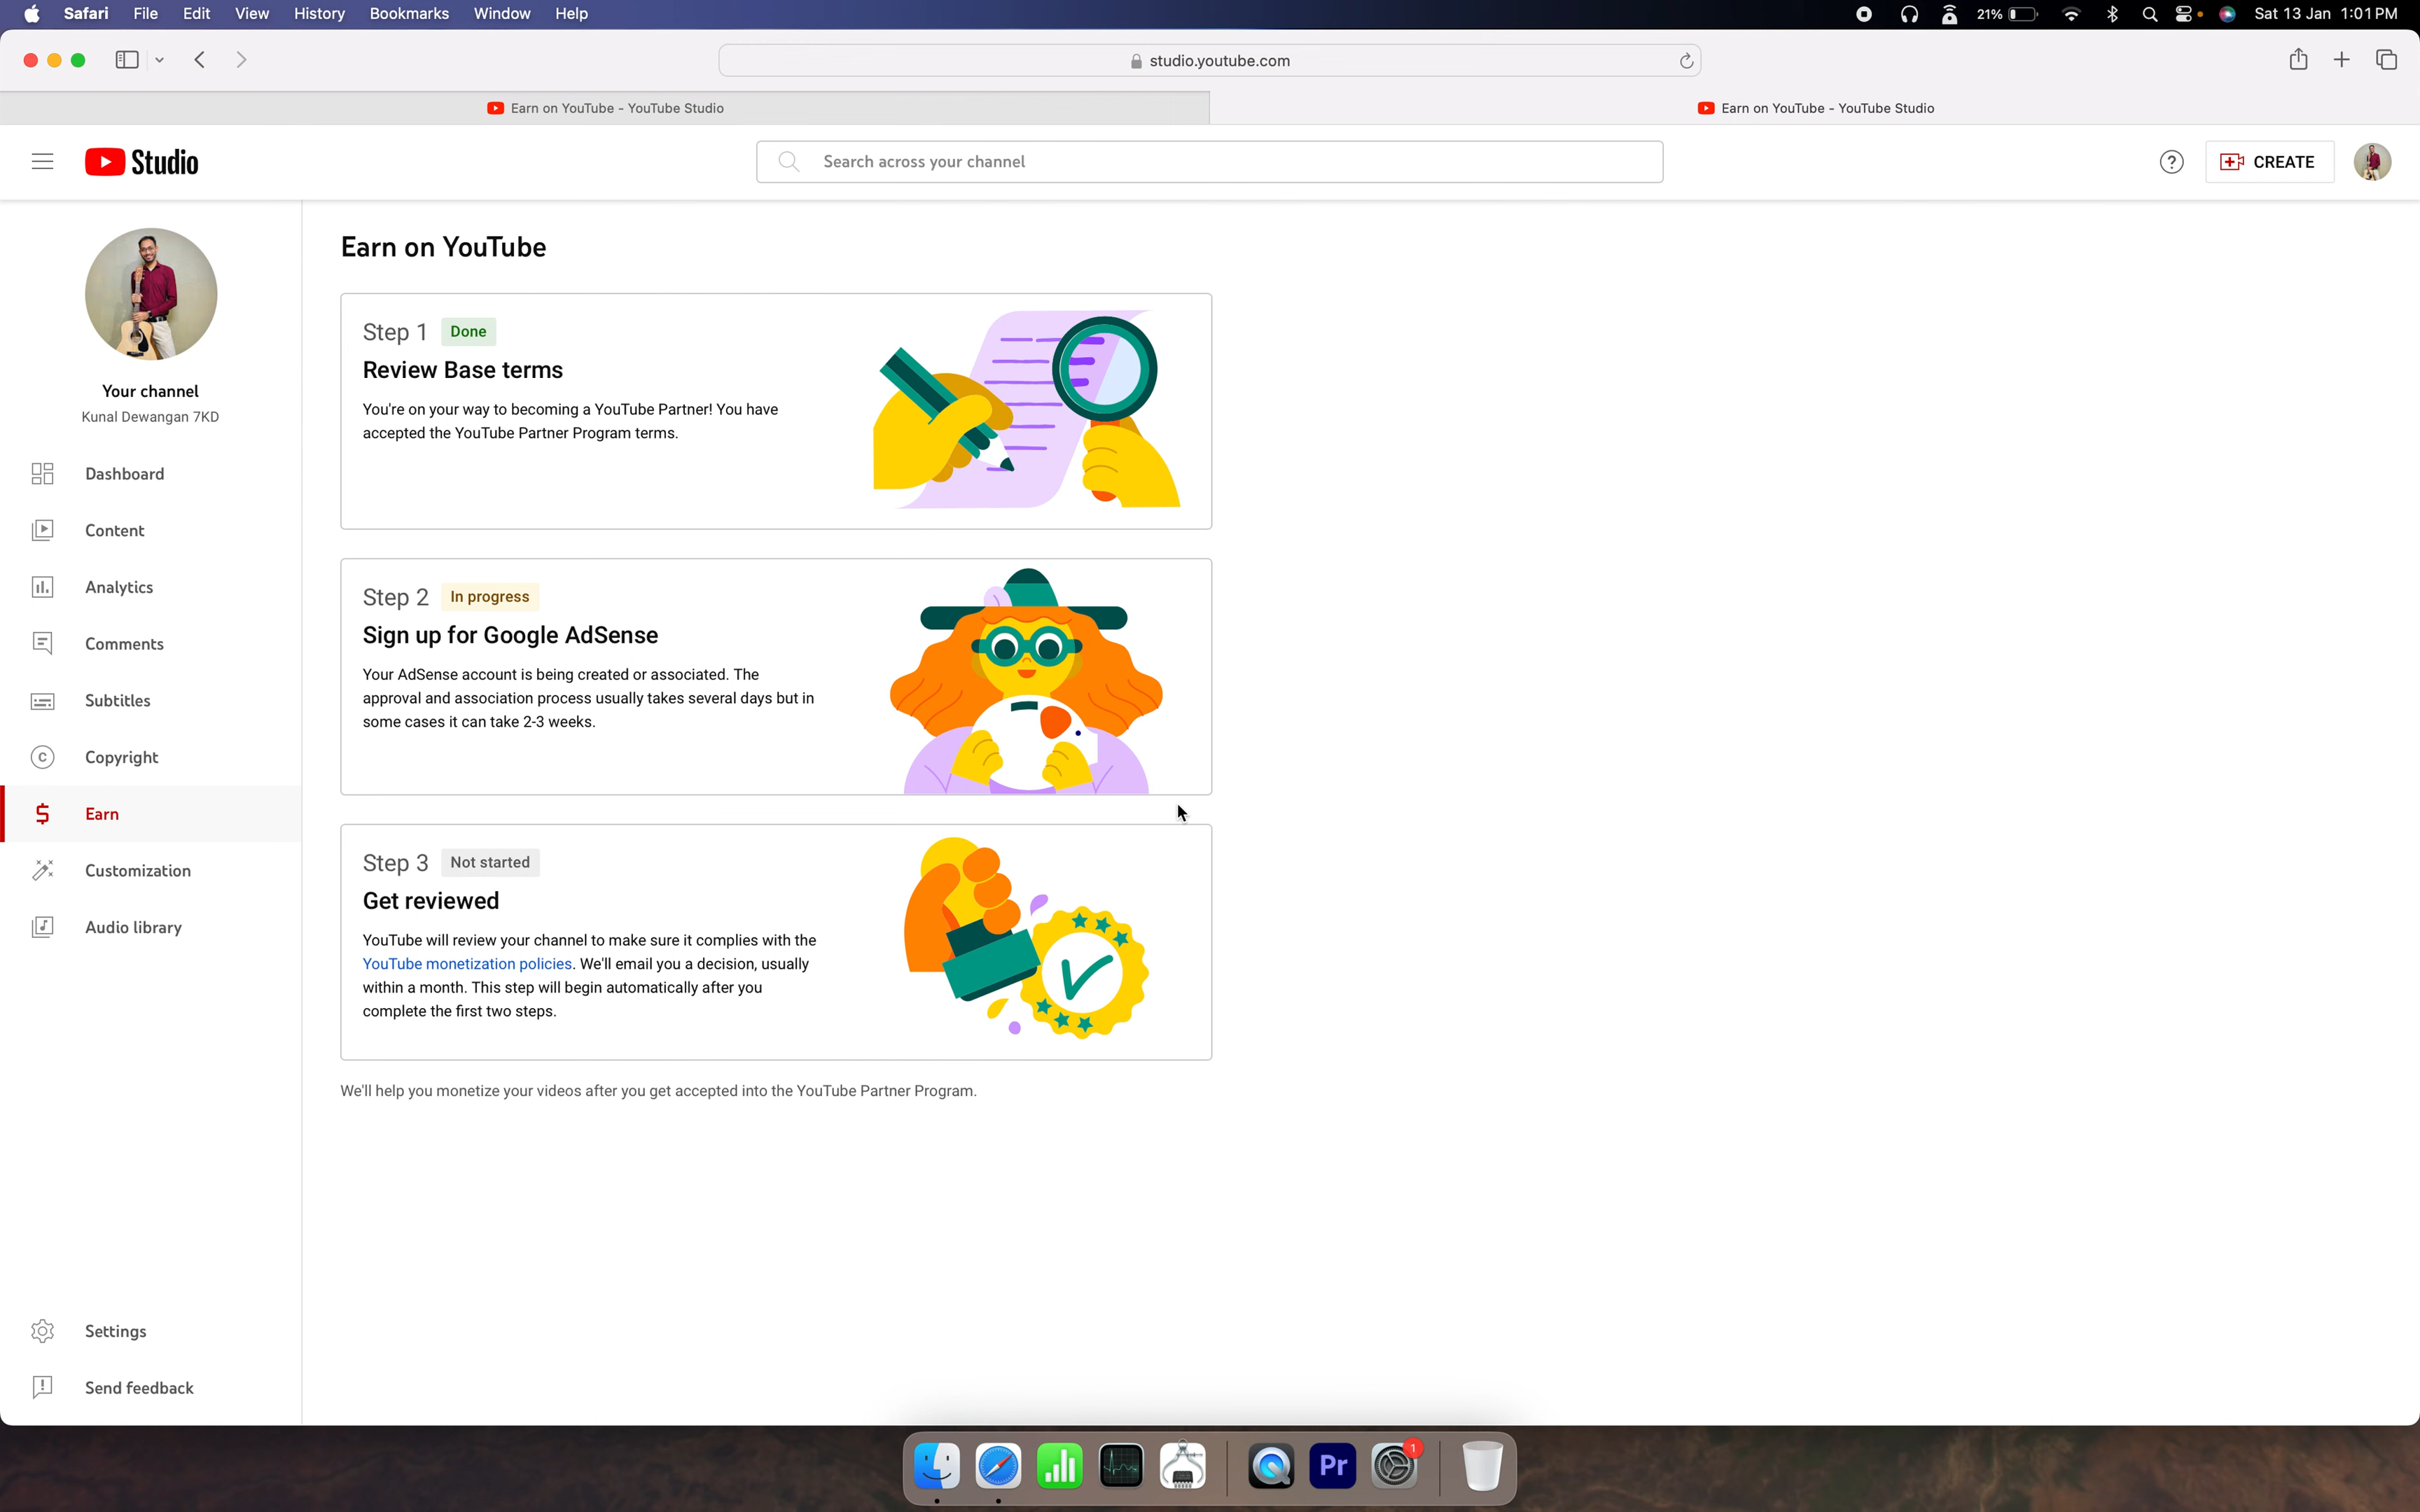 Safari File Edit View History Bookmarks Window Help 21% Sat 13 Jan 1:01 PM
studio.youtube.com
Earn on YouTube - YouTube Studio Earn on YouTube - YouTube Studio
Studio Search across your channel CREATE
Your channel
Kunal Dewangan 7KD
Dashboard
Content
Analytics
Comments
Subtitles
Copyright
Earn
Customization
Audio library
Settings
Send feedback
Earn on YouTube
Step 1 Done
Review Base terms
You're on your way to becoming a YouTube Partner! You have
accepted the YouTube Partner Program terms.
Step 2 In progress
Sign up for Google AdSense
Your AdSense account is being created or associated. The
approval and association process usually takes several days but in
some cases it can take 2-3 weeks.
Step 3 Not started
Get reviewed
YouTube will review your channel to make sure it complies with the
YouTube monetization policies. We'll email you a decision, usually
within a month. This step will begin automatically after you
complete the first two steps.
We'll help you monetize your videos after you get accepted into the YouTube Partner Program.
Pr 1